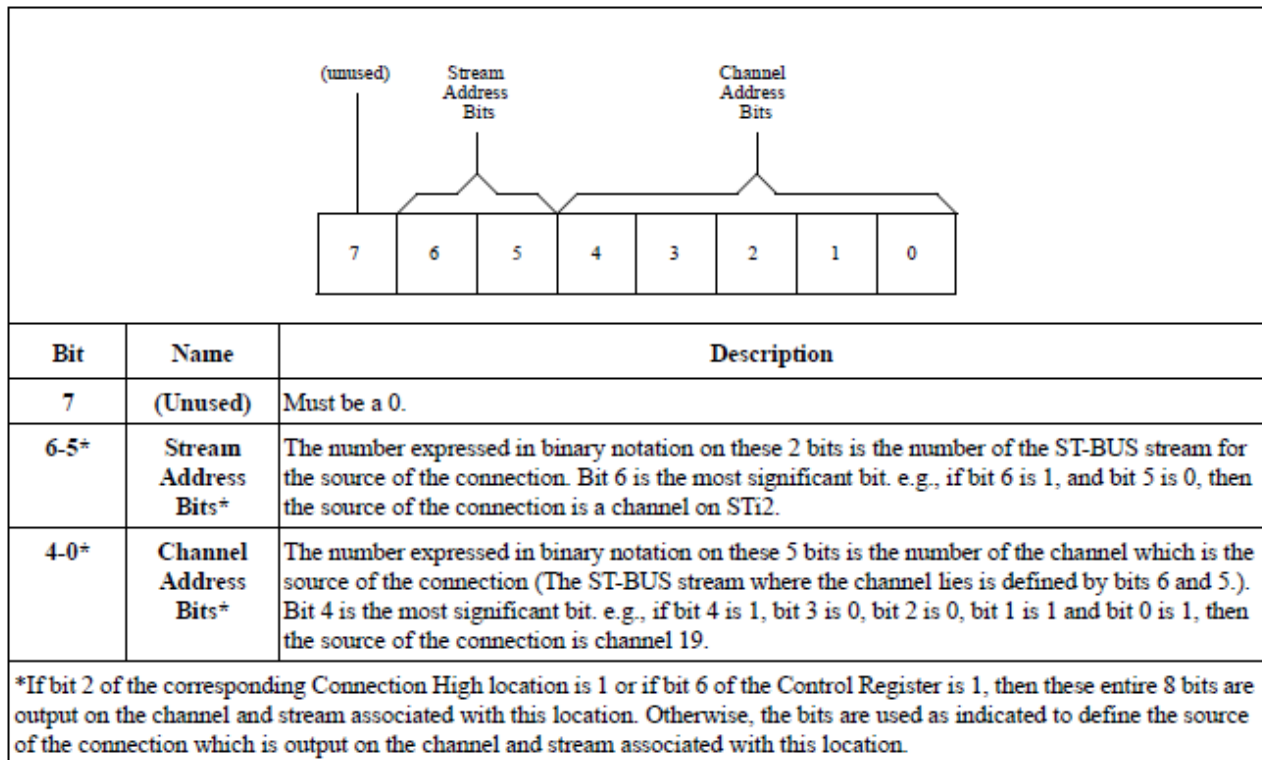 (unused)
Stream
Address
Bits
Channel
Address
Bits
7 6 5 4 3 2 1 0
Bit Name Description
7 (Unused) Must be a 0.
6-5* Stream Address Bits* The number expressed in binary notation on these 2 bits is the number of the ST-BUS stream for
the source of the connection. Bit 6 is the most significant bit. e.g., if bit 6 is 1, and bit 5 is 0, then
the source of the connection is a channel on STi2.
4-0* Channel Address Bits* The number expressed in binary notation on these 5 bits is the number of the channel which is the
source of the connection (The ST-BUS stream where the channel lies is defined by bits 6 and 5.).
Bit 4 is the most significant bit. e.g., if bit 4 is 1, bit 3 is 0, bit 2 is 0, bit 1 is 1 and bit 0 is 1, then
the source of the connection is channel 19.
*If bit 2 of the corresponding Connection High location is 1 or if bit 6 of the Control Register is 1, then these entire 8 bits are
output on the channel and stream associated with this location. Otherwise, the bits are used as indicated to define the source
of the connection which is output on the channel and stream associated with this location.